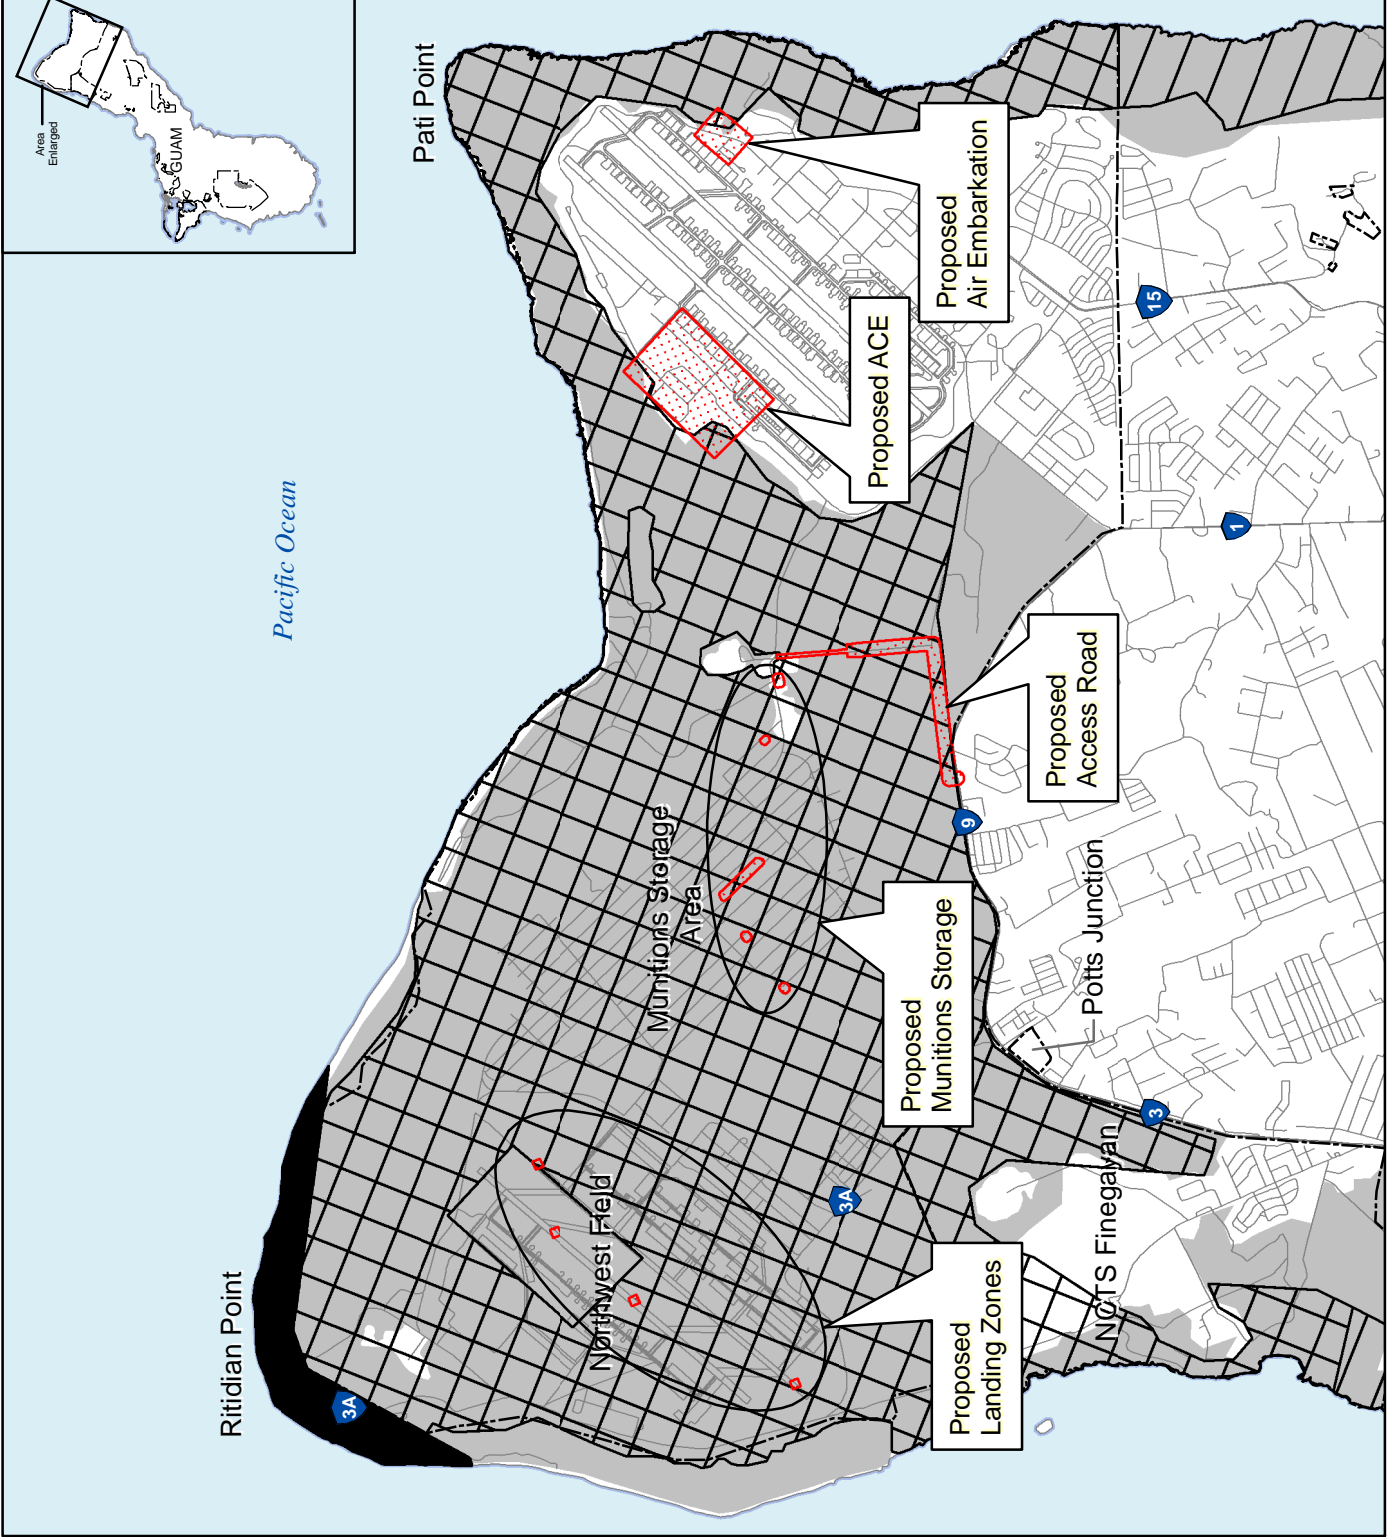 Ritidian Point
3A
Northwest Field
Proposed
Landing Zones
3A
NCTS Finegayan
3
Potts Junction
Munitions Storage
Area
Proposed
Munitions Storage
9
Proposed
Access Road
Pacific Ocean
1
Proposed ACE
Proposed
Air Embarkation
15
Pati Point
Area
Enlarged
GUAM